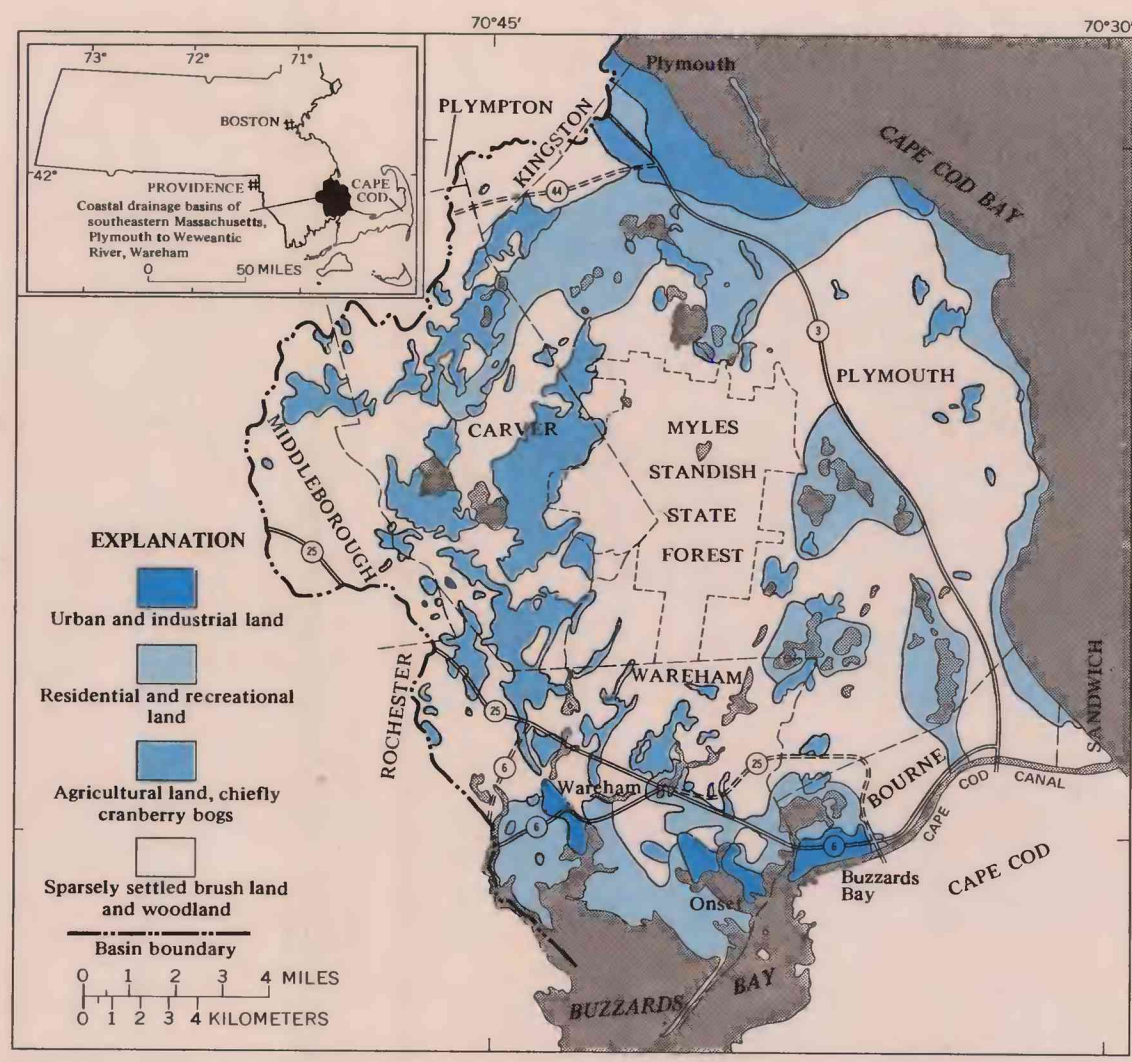 70°45′
70°30′
73°
72°
71°
BOSTON
42°
PROVIDENCE
CAPE
COD
Coastal drainage basins of
southeastern Massachusetts,
Plymouth to Weweantic
River, Wareham
0 50 MILES
PLYMPTON
KINGSTON
Plymouth
CAPE COD BAY
44
3
PLYMOUTH
CARVER
MYLES
STANDISH
STATE
FOREST
MIDDLEBOROUGH
25
EXPLANATION
Urban and industrial land
Residential and recreational
land
Agricultural land, chiefly
cranberry bogs
Sparsely settled brush land
and woodland
Basin boundary
0 1 2 3 4 MILES
0 1 2 3 4 KILOMETERS
ROCHESTER
WAREHAM
25
6
25
Wareham
6
6
BOURNE
SANDWICH
CAPE COD CANAL
Buzzards
Bay
CAPE COD
Onset
BUZZARDS BAY